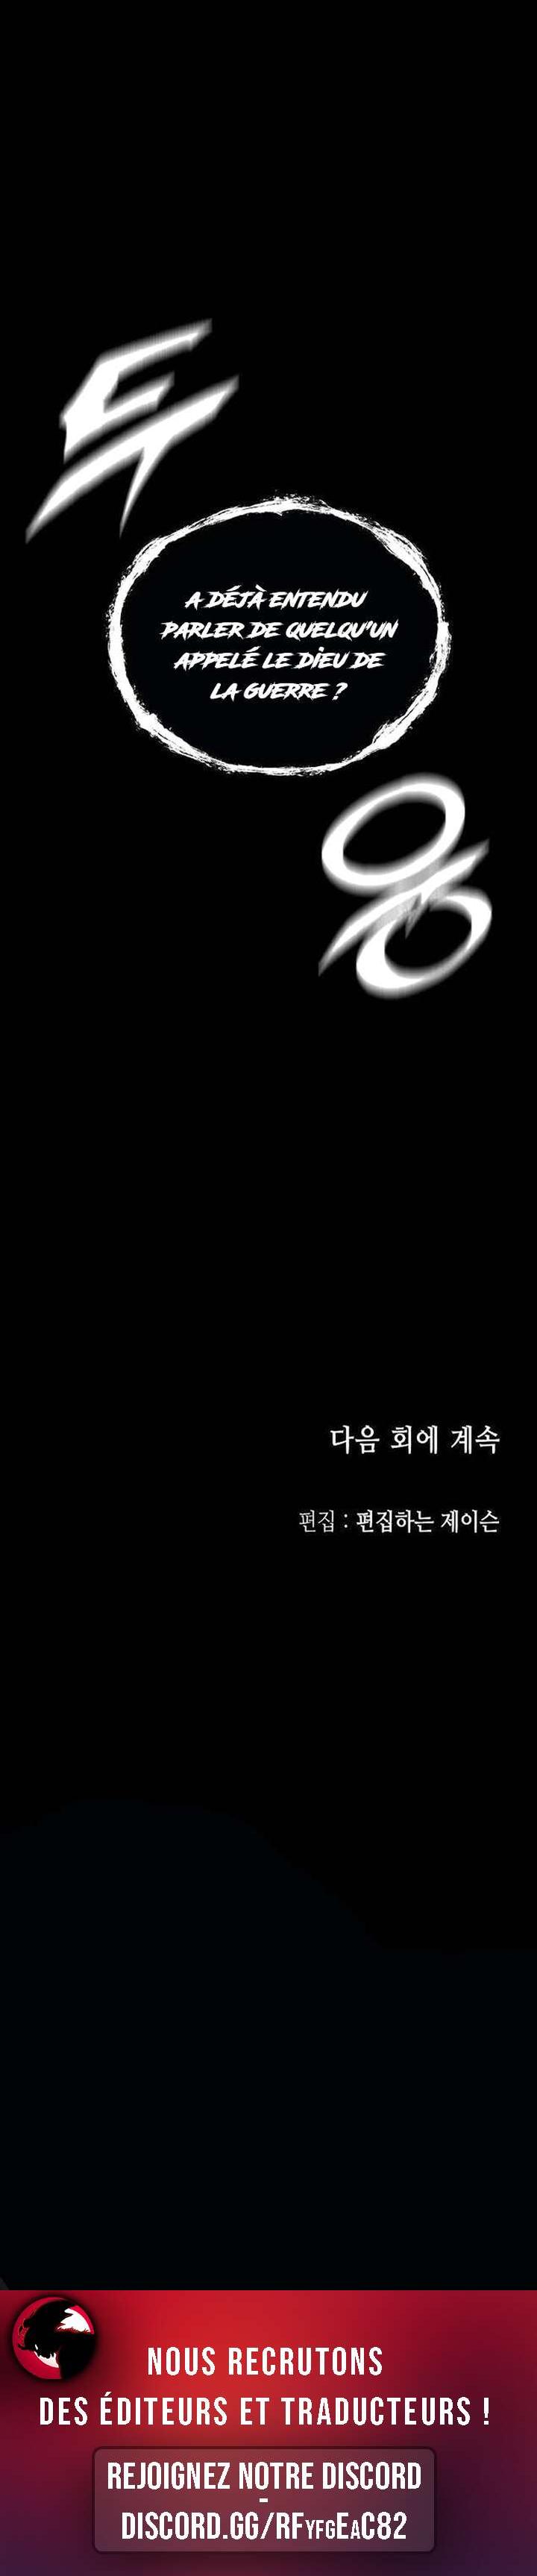 두
A DÉJÀ ENTENDU
PARLER DE QUELQU'UN
APPELÉ LE DIEU DE
LA GUERRE ?
웅
다음 회에 계속
편집 : 편집하는 제이슨
NOUS RECRUTONS
DES ÉDITEURS ET TRADUCTEURS !
REJOIGNEZ NOTRE DISCORD
-
DISCORD.GG/RFYFGEAC82